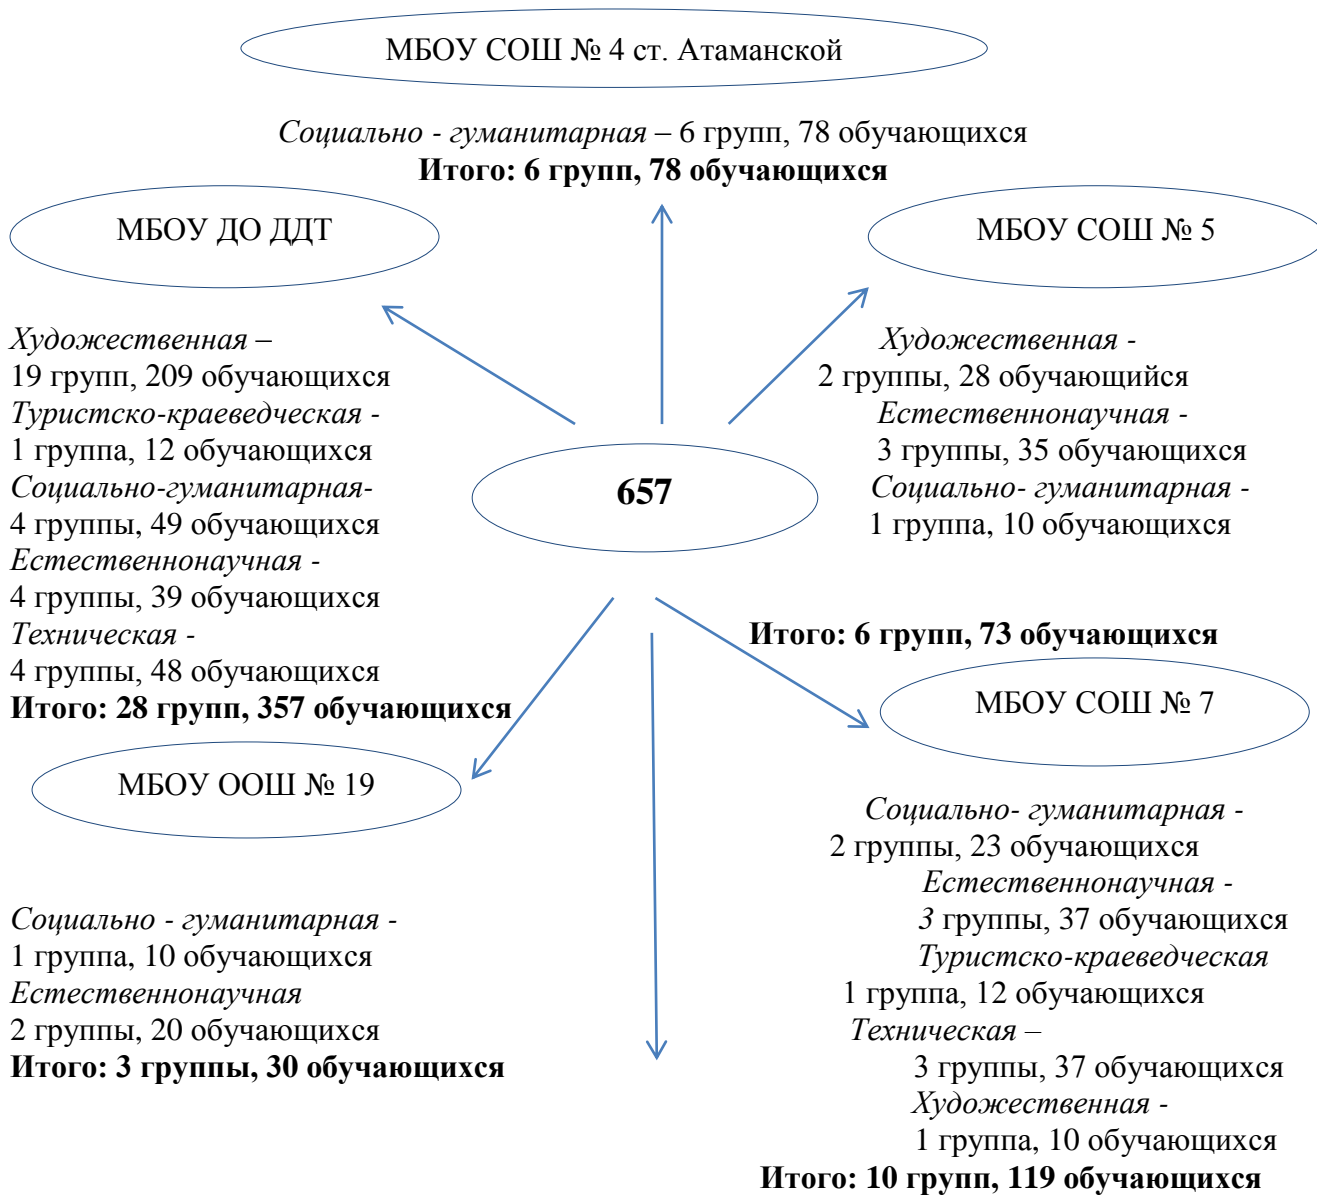 МБОУ СОШ № 4 ст. Атаманской
Социально - гуманитарная – 6 групп, 78 обучающихся
Итого: 6 групп, 78 обучающихся
МБОУ ДО ДДТ
Художественная –
19 групп, 209 обучающихся
Туристско-краеведческая -
1 группа, 12 обучающихся
Социально-гуманитарная-
4 группы, 49 обучающихся
Естественнонаучная -
4 группы, 39 обучающихся
Техническая -
4 группы, 48 обучающихся
Итого: 28 групп, 357 обучающихся
МБОУ СОШ № 5
Художественная -
2 группы, 28 обучающийся
Естественнонаучная -
3 группы, 35 обучающихся
Социально- гуманитарная -
1 группа, 10 обучающихся
Итого: 6 групп, 73 обучающихся
657
МБОУ ООШ № 19
Социально - гуманитарная -
1 группа, 10 обучающихся
Естественнонаучная
2 группы, 20 обучающихся
Итого: 3 группы, 30 обучающихся
МБОУ СОШ № 7
Социально- гуманитарная -
2 группы, 23 обучающихся
Естественнонаучная -
3 группы, 37 обучающихся
Туристско-краеведческая
1 группа, 12 обучающихся
Техническая –
3 группы, 37 обучающихся
Художественная -
1 группа, 10 обучающихся
Итого: 10 групп, 119 обучающихся